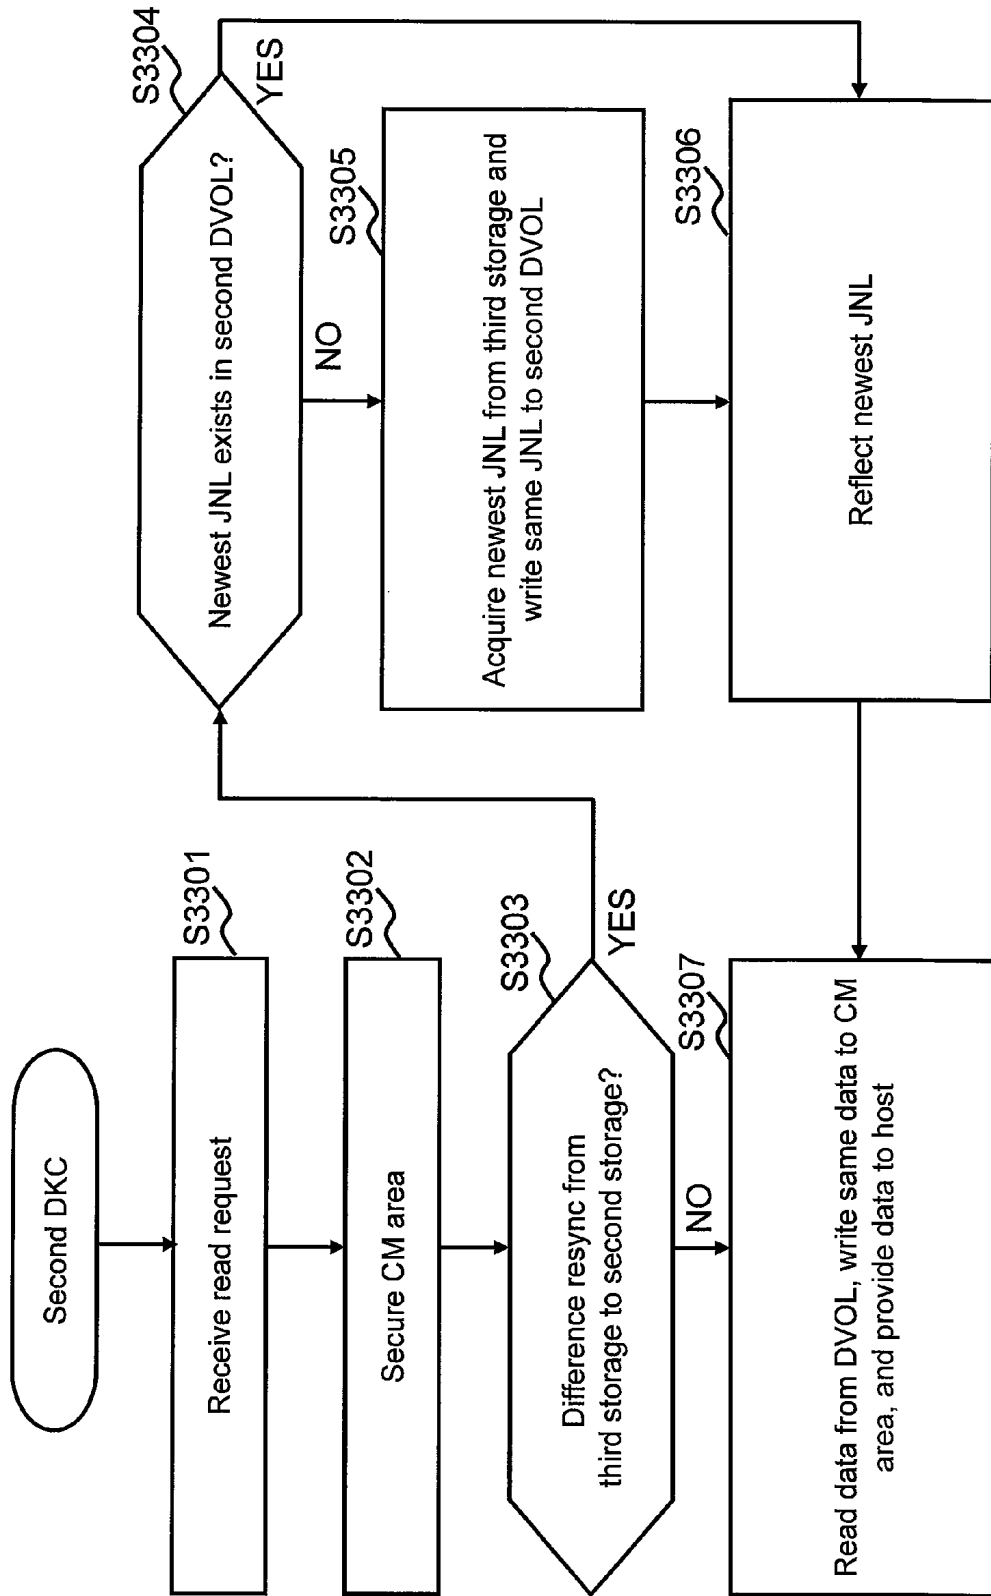 Second DKC
S3301
Receive read request
S3302
Secure CM area
S3303
Difference resync from
third storage to second storage?
YES
NO
S3304
Newest JNL exists in second DVOL?
YES
NO
S3305
Acquire newest JNL from third storage and
write same JNL to second DVOL
S3306
Reflect newest JNL
S3307
Read data from DVOL, write same data to CM
area, and provide data to host